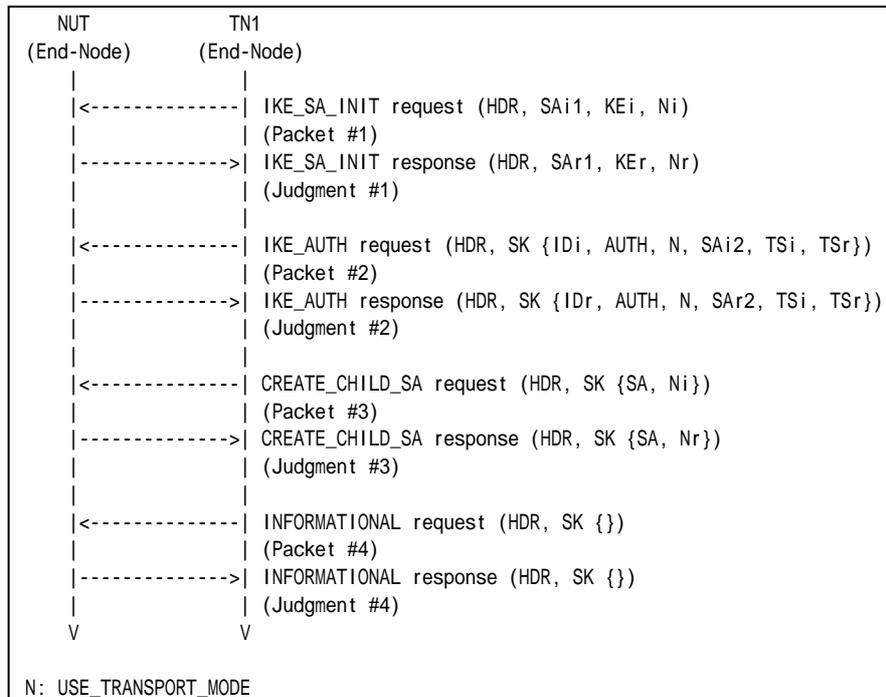 NUT TN1
(End-Node) (End-Node)
| |
|<--------------| IKE_SA_INIT request (HDR, SAi1, KEi, Ni)
| | (Packet #1)
|-------------->| IKE_SA_INIT response (HDR, SAr1, KEr, Nr)
| | (Judgment #1)
| |
|<--------------| IKE_AUTH request (HDR, SK {IDi, AUTH, N, SAi2, TSi, TSr})
| | (Packet #2)
|-------------->| IKE_AUTH response (HDR, SK {IDr, AUTH, N, SAr2, TSi, TSr})
| | (Judgment #2)
| |
|<--------------| CREATE_CHILD_SA request (HDR, SK {SA, Ni})
| | (Packet #3)
|-------------->| CREATE_CHILD_SA response (HDR, SK {SA, Nr})
| | (Judgment #3)
| |
|<--------------| INFORMATIONAL request (HDR, SK {})
| | (Packet #4)
|-------------->| INFORMATIONAL response (HDR, SK {})
| | (Judgment #4)
V V
N: USE_TRANSPORT_MODE